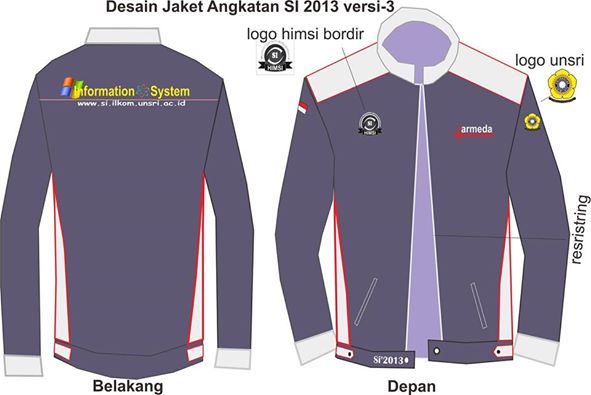 Desain Jaket Angkatan SI 2013 versi-3
logo himsi bordir
SI
HIMSI
logo unsri
Information System
www.si.ilkom.unsri.ac.id
SI
HIMSI
armeda
resristring
Si'2013
Belakang
Depan